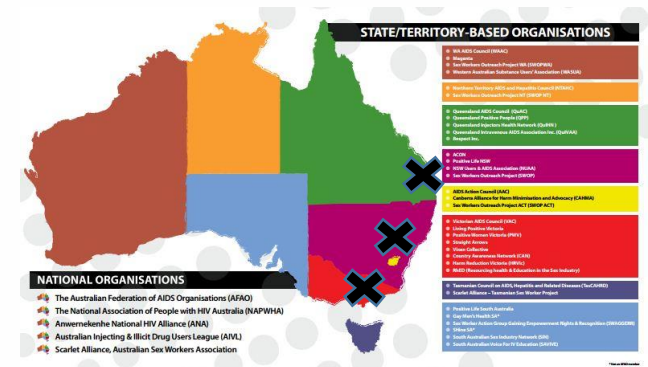 STATE/TERRITORY-BASED ORGANISATIONS
WA AIDS Council (WAAC)
Magenta
Sex Workers Outreach Project WA (SWOPWA)
Western Australian Substance Users' Association (WASUA)
Northern Territory AIDS and Hepatitis Council (NTAHC)
Sex Workers Outreach Project NT (SWOP NT)
Queensland AIDS Council (QuAC)
Queensland Positive People (QPP)
Queensland Injectors Health Network (QuIHN)
Queensland Intravenous AIDS Association Inc. (QuIVAA)
Respect Inc.
ACON
Positive Life NSW
NSW Users & AIDS Association (NUAA)
Sex Workers Outreach Project (SWOP)
AIDS Action Council (AAC)
Canberra Alliance for Harm Minimisation and Advocacy (CAHMA)
Sex Workers Outreach Project ACT (SWOP ACT)
Victorian AIDS Council (VAC)
Living Positive Victoria
Positive Women Victoria (PWV)
Straight Arrows
Vixen Collective
Country Awareness Network (CAN)
Harm Reduction Victoria (HRVic)
RhED (Resourcing health & Education in the Sex Industry)
Tasmanian Council on AIDS, Hepatitis and Related Diseases (TasCAHRD)
Scarlet Alliance – Tasmanian Sex Worker Project
Positive Life South Australia
Gay Men's Health SA*
Sex Worker Action Group Gaining Empowerment Rights & Recognition (SWAGGERR)
SHine SA*
South Australian Sex Industry Network (SIN)
South Australian Voice For IV Education (SAVIVE)
NATIONAL ORGANISATIONS
The Australian Federation of AIDS Organisations (AFAO)
The National Association of People with HIV Australia (NAPWHA)
Anwernekenhe National HIV Alliance (ANA)
Australian Injecting & Illicit Drug Users League (AIVL)
Scarlet Alliance, Australian Sex Workers Association